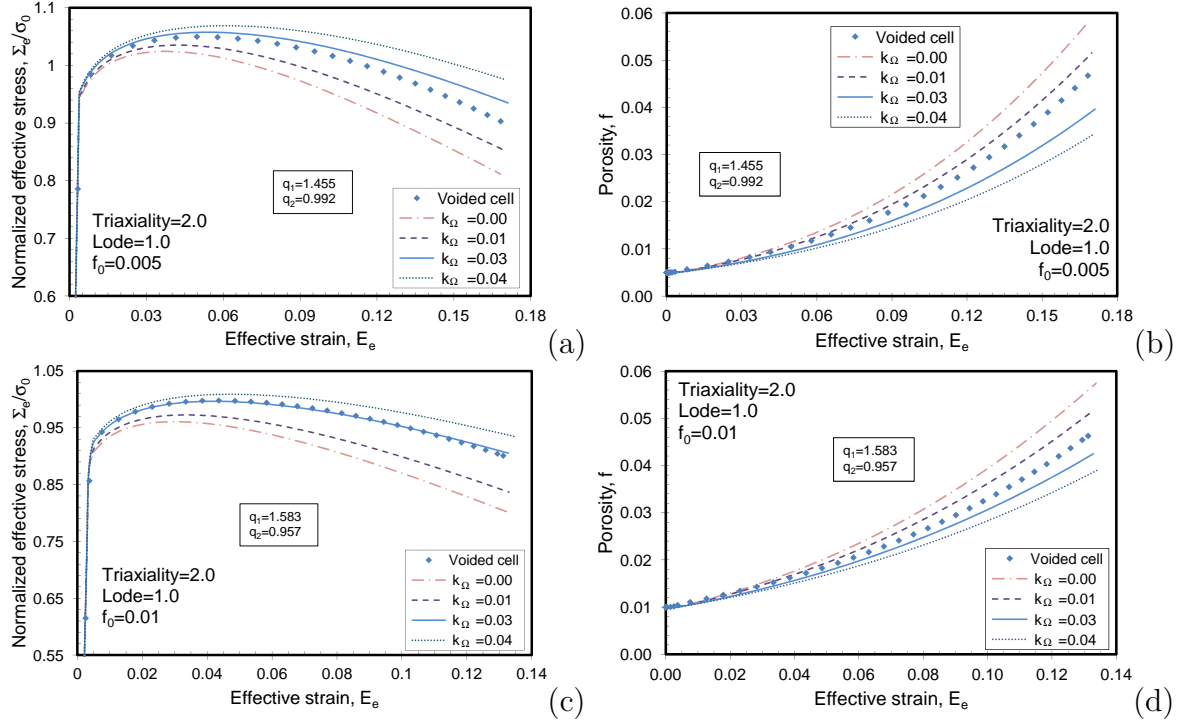 (a)
Normalized effective stress, Σe/σ0
1.1
1
0.9
0.8
0.7
0.6
0
0.03
0.06
0.09
0.12
0.15
0.18
Effective strain, Ee
Triaxiality=2.0
Lode=1.0
f0=0.005
q1=1.455
q2=0.992
Voided cell
kΩ =0.00
kΩ =0.01
kΩ =0.03
kΩ =0.04
(b)
Porosity, f
0.06
0.05
0.04
0.03
0.02
0.01
0.00
0.00
0.03
0.06
0.09
0.12
0.15
0.18
Effective strain, Ee
Voided cell
kΩ =0.00
kΩ =0.01
kΩ =0.03
kΩ =0.04
q1=1.455
q2=0.992
Triaxiality=2.0
Lode=1.0
f0=0.005
(c)
Normalized effective stress, Σe/σ0
1.05
0.95
0.85
0.75
0.65
0.55
0
0.02
0.04
0.06
0.08
0.1
0.12
0.14
Effective strain, Ee
q1=1.583
q2=0.957
Triaxiality=2.0
Lode=1.0
f0=0.01
Voided cell
kΩ =0.00
kΩ =0.01
kΩ =0.03
kΩ =0.04
(d)
Porosity, f
0.06
0.05
0.04
0.03
0.02
0.01
0.00
0.00
0.02
0.04
0.06
0.08
0.10
0.12
0.14
Effective strain, Ee
Triaxiality=2.0
Lode=1.0
f0=0.01
q1=1.583
q2=0.957
Voided cell
kΩ =0.00
kΩ =0.01
kΩ =0.03
kΩ =0.04